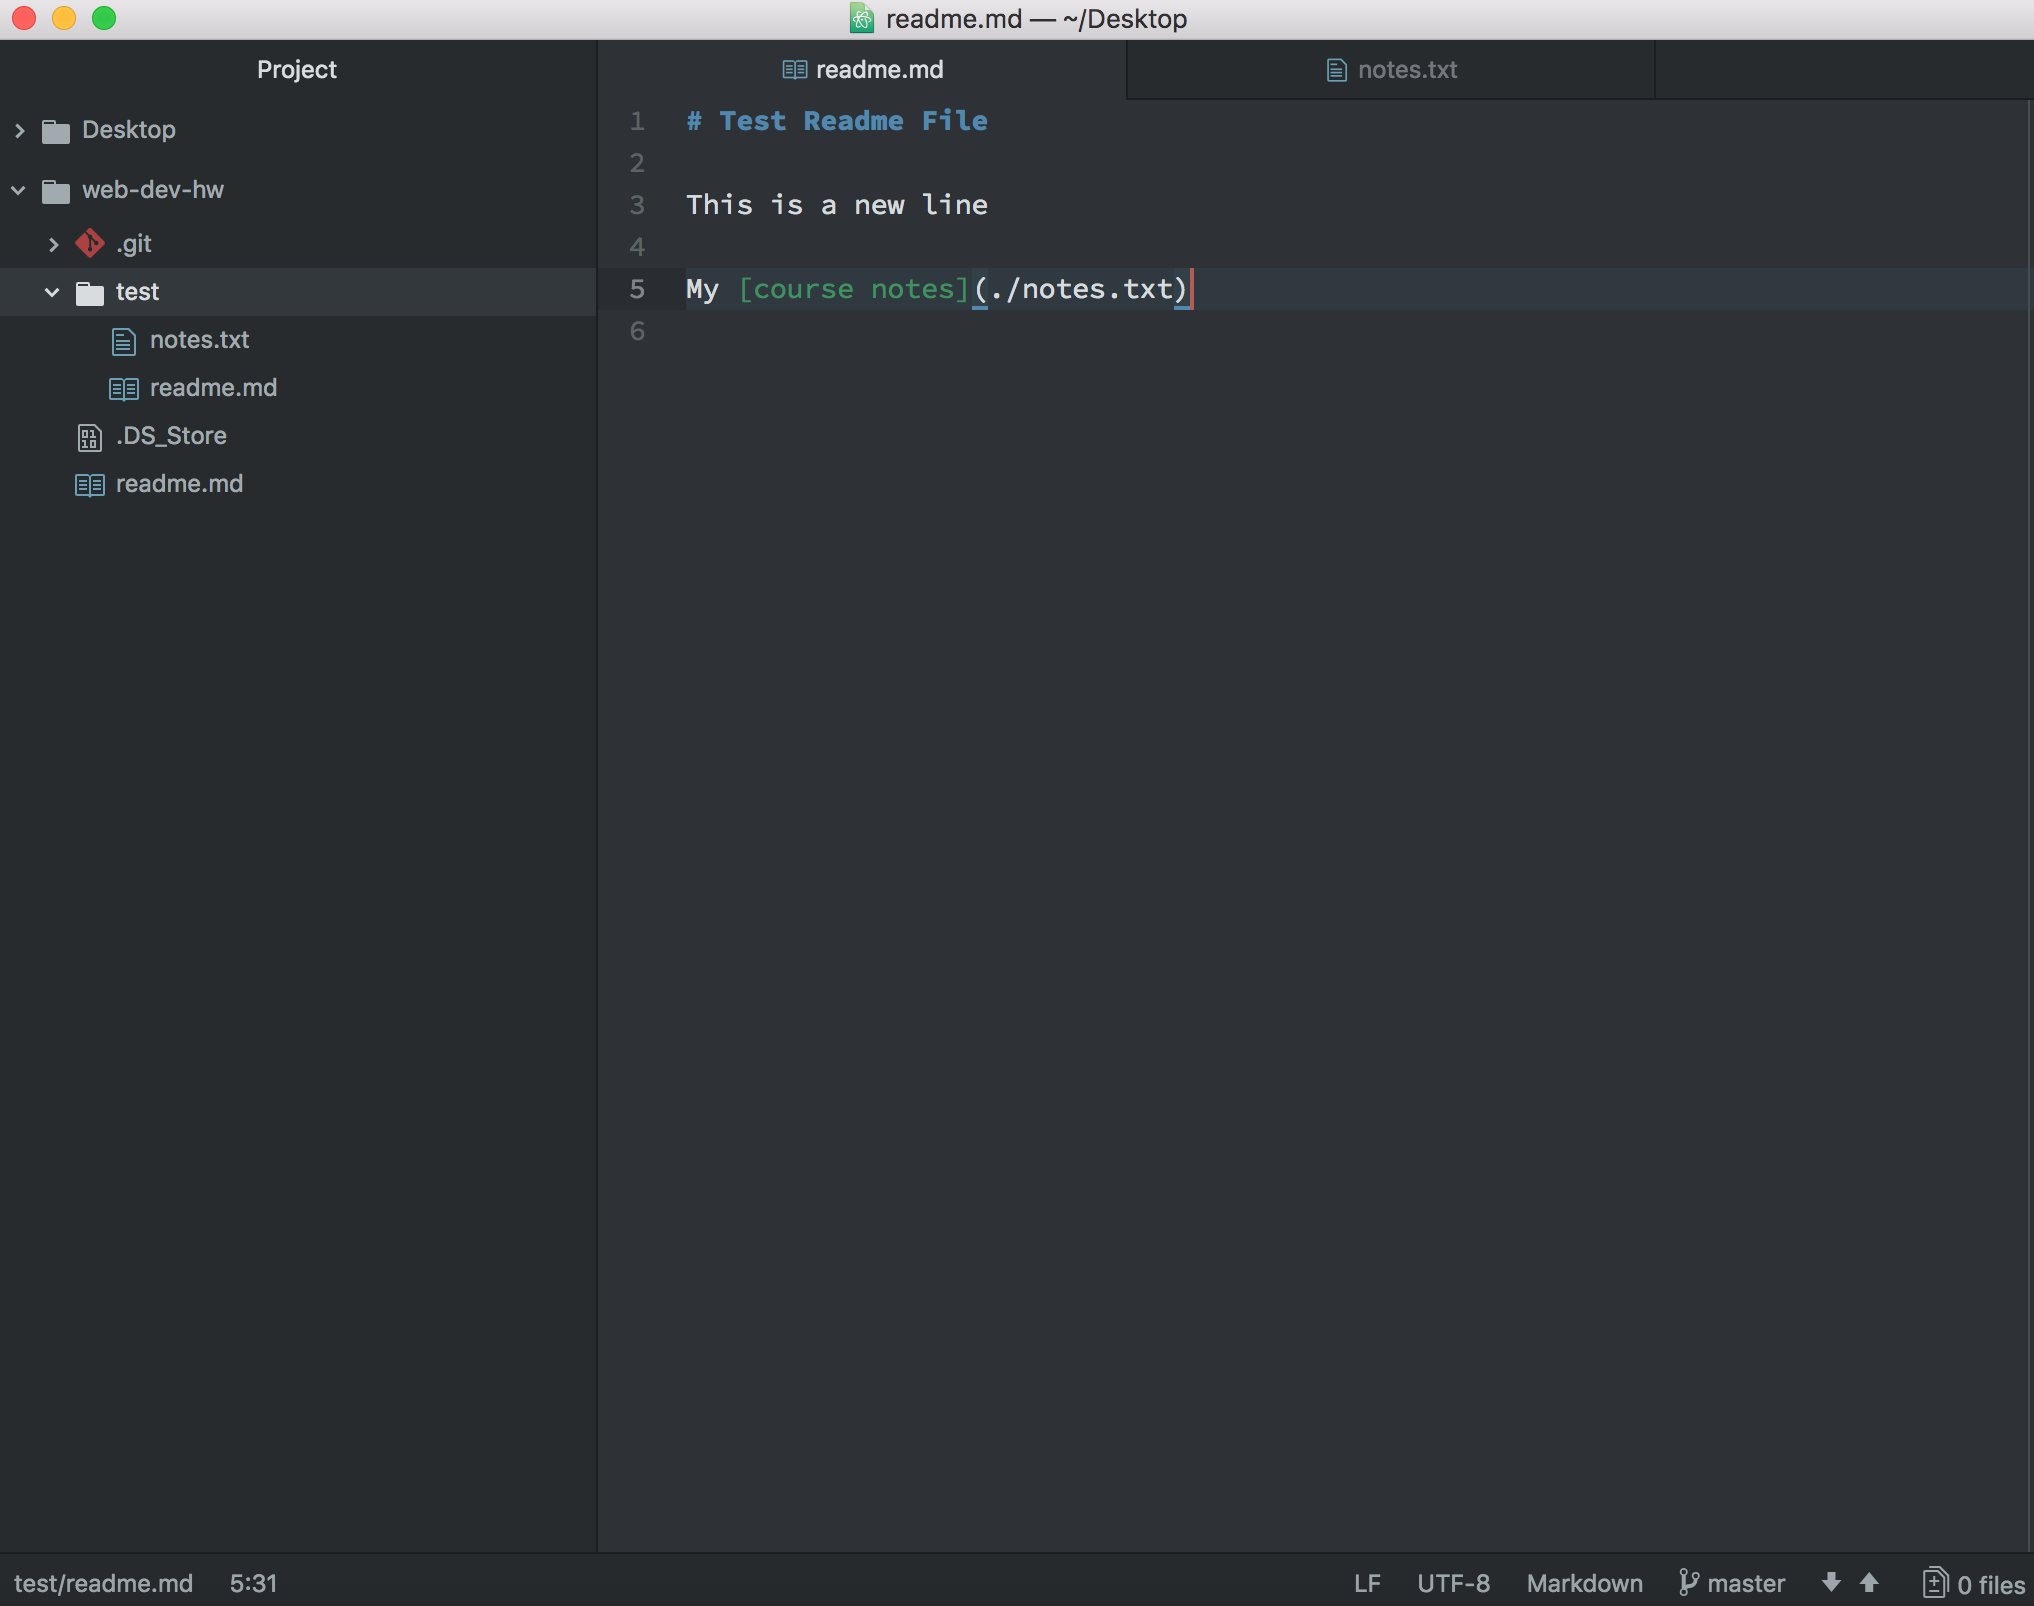 readme.md — ~/Desktop
Project
Desktop
web-dev-hw
.git
test
notes.txt
readme.md
.DS_Store
readme.md
readme.md
notes.txt
1 # Test Readme File
2
3 This is a new line
4
5 My [course notes](./notes.txt)
6
test/readme.md 5:31 LF UTF-8 Markdown master 0 files